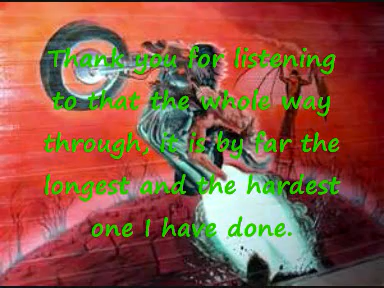 Thank you for listening
to that the whole way
through, it is by far the
longest and the hardest
one I have done.